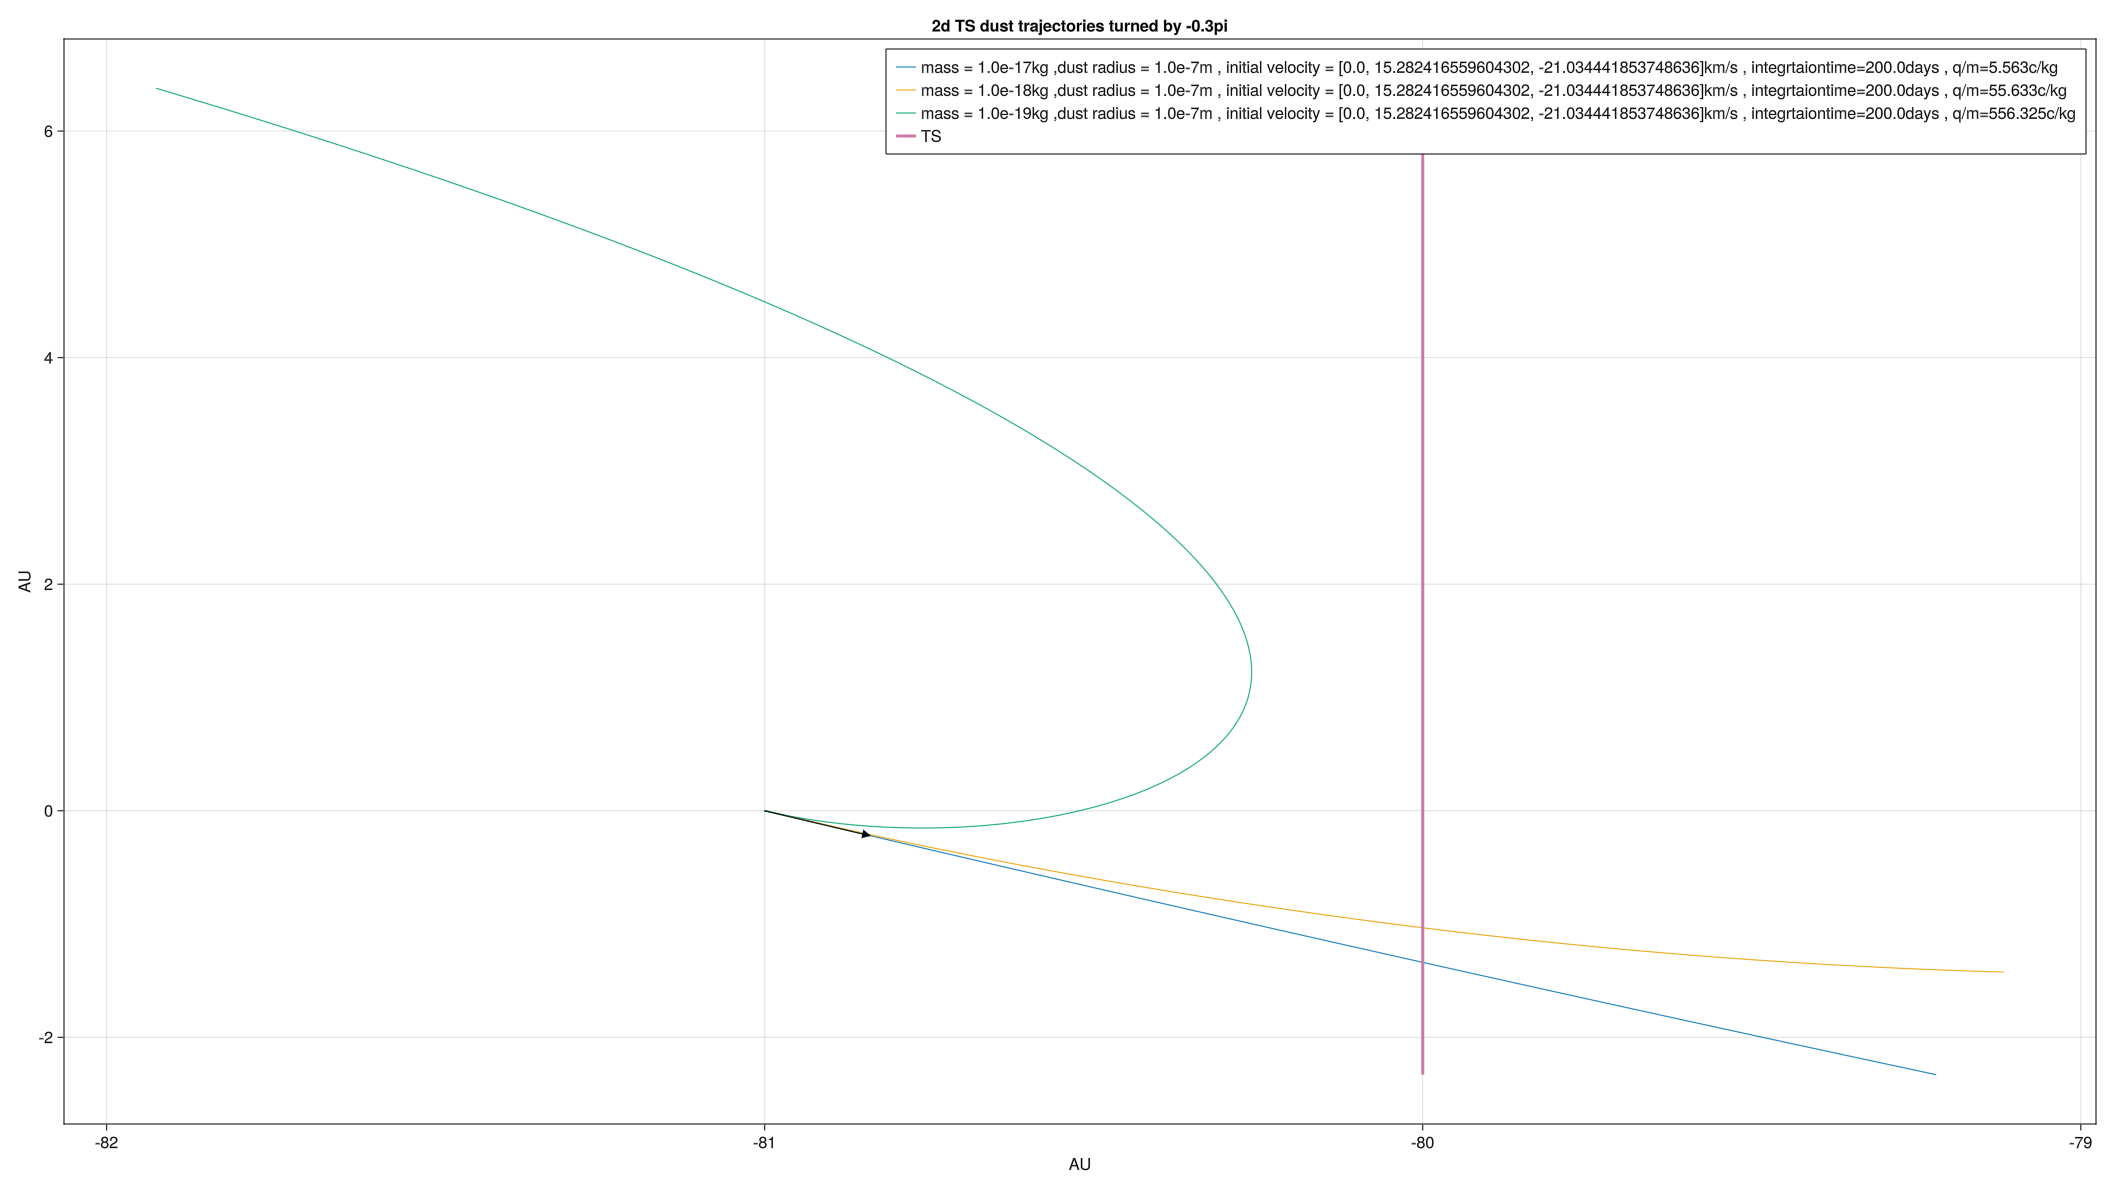 2d TS dust trajectories turned by -0.3pi
mass = 1.0e-17kg ,dust radius = 1.0e-7m , initial velocity = [0.0, 15.282416559604302, -21.034441853748636]km/s , integrtaiontime=200.0days , q/m=5.563c/kg
mass = 1.0e-18kg ,dust radius = 1.0e-7m , initial velocity = [0.0, 15.282416559604302, -21.034441853748636]km/s , integrtaiontime=200.0days , q/m=55.633c/kg
mass = 1.0e-19kg ,dust radius = 1.0e-7m , initial velocity = [0.0, 15.282416559604302, -21.034441853748636]km/s , integrtaiontime=200.0days , q/m=556.325c/kg
TS
6
4
2
0
-2
AU
-82
-81
-80
-79
AU